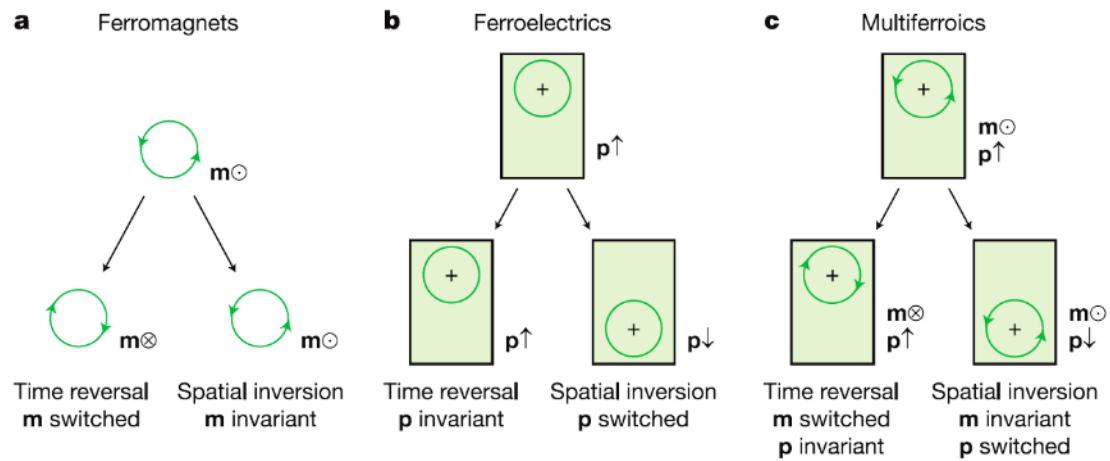 a Ferromagnets
m⊙
m⊗
m⊙
Time reversal
m switched
Spatial inversion
m invariant
b Ferroelectrics
+
p↑
+
p↑
+
p↓
Time reversal
p invariant
Spatial inversion
p switched
c Multiferroics
+
m⊙
p↑
+
m⊗
p↑
+
m⊙
p↓
Time reversal
m switched
p invariant
Spatial inversion
m invariant
p switched